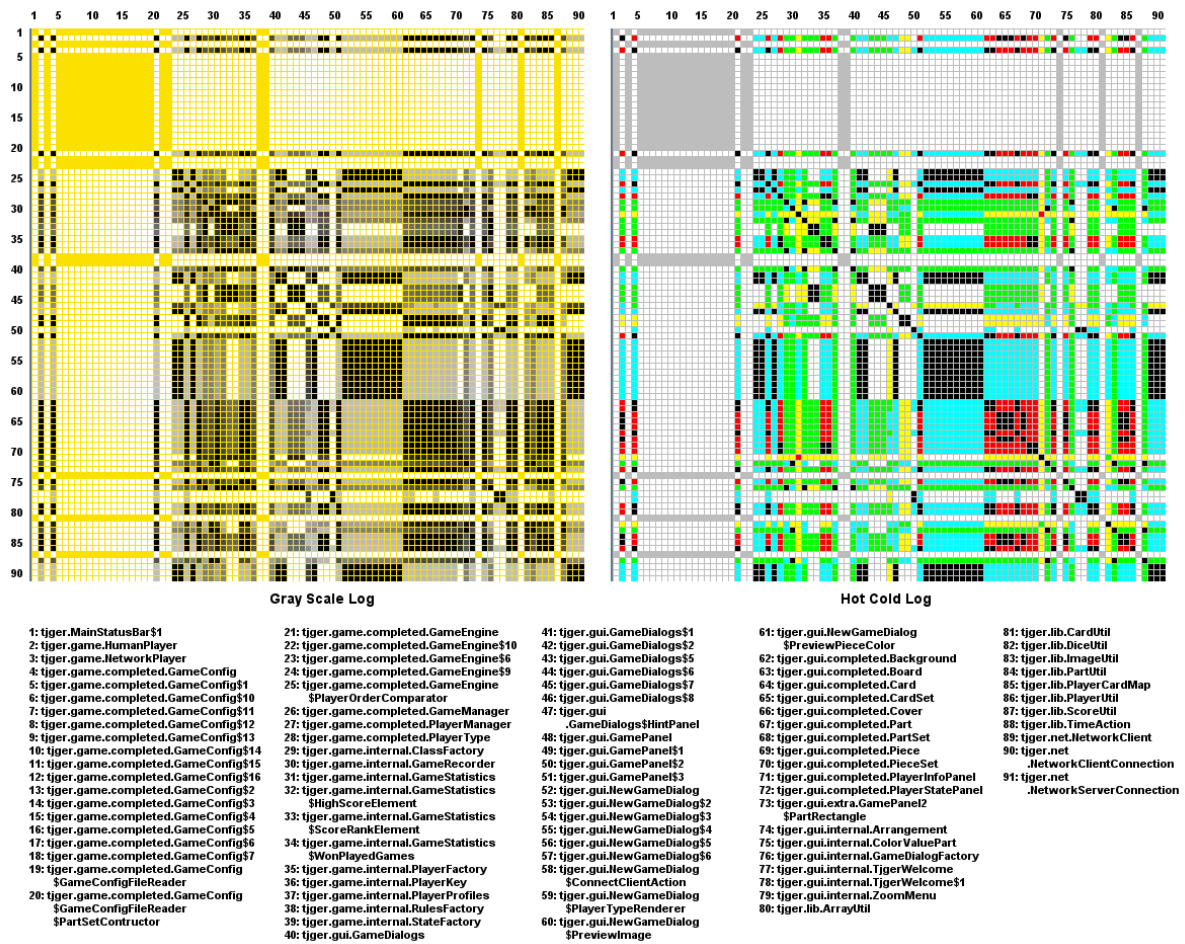 1 5 10 15 20 25 30 35 40 45 50 55 60 65 70 75 80 85 90
1 5 10 15 20 25 30 35 40 45 50 55 60 65 70 75 80 85 90
1
5
10
15
20
25
30
35
40
45
50
55
60
65
70
75
80
85
90
Gray Scale Log
Hot Cold Log
1: tjger.MainStatusBar$1
2: tjger.game.HumanPlayer
3: tjger.game.NetworkPlayer
4: tjger.game.completed.GameConfig
5: tjger.game.completed.GameConfig$1
6: tjger.game.completed.GameConfig$10
7: tjger.game.completed.GameConfig$11
8: tjger.game.completed.GameConfig$12
9: tjger.game.completed.GameConfig$13
10: tjger.game.completed.GameConfig$14
11: tjger.game.completed.GameConfig$15
12: tjger.game.completed.GameConfig$16
13: tjger.game.completed.GameConfig$2
14: tjger.game.completed.GameConfig$3
15: tjger.game.completed.GameConfig$4
16: tjger.game.completed.GameConfig$5
17: tjger.game.completed.GameConfig$6
18: tjger.game.completed.GameConfig$7
19: tjger.game.completed.GameConfig
$GameConfigFileReader
20: tjger.game.completed.GameConfig
$GameConfigFileReader
$PartSetContructor
21: tjger.game.completed.GameEngine
22: tjger.game.completed.GameEngine$10
23: tjger.game.completed.GameEngine$6
24: tjger.game.completed.GameEngine$9
25: tjger.game.completed.GameEngine
$PlayerOrderComparator
26: tjger.game.completed.GameManager
27: tjger.game.completed.PlayerManager
28: tjger.game.completed.PlayerType
29: tjger.game.internal.ClassFactory
30: tjger.game.internal.GameRecorder
31: tjger.game.internal.GameStatistics
32: tjger.game.internal.GameStatistics
$HighScoreElement
33: tjger.game.internal.GameStatistics
$ScoreRankElement
34: tjger.game.internal.GameStatistics
$WonPlayedGames
35: tjger.game.internal.PlayerFactory
36: tjger.game.internal.PlayerKey
37: tjger.game.internal.PlayerProfiles
38: tjger.game.internal.RulesFactory
39: tjger.game.internal.StateFactory
40: tjger.gui.GameDialogs
41: tjger.gui.GameDialogs$1
42: tjger.gui.GameDialogs$2
43: tjger.gui.GameDialogs$5
44: tjger.gui.GameDialogs$6
45: tjger.gui.GameDialogs$7
46: tjger.gui.GameDialogs$8
47: tjger.gui
.GameDialogs$HintPanel
48: tjger.gui.GamePanel
49: tjger.gui.GamePanel$1
50: tjger.gui.GamePanel$2
51: tjger.gui.GamePanel$3
52: tjger.gui.NewGameDialog
53: tjger.gui.NewGameDialog$2
54: tjger.gui.NewGameDialog$3
55: tjger.gui.NewGameDialog$4
56: tjger.gui.NewGameDialog$5
57: tjger.gui.NewGameDialog$6
58: tjger.gui.NewGameDialog
$ConnectClientAction
59: tjger.gui.NewGameDialog
$PlayerTypeRenderer
60: tjger.gui.NewGameDialog
$PreviewImage
61: tjger.gui.NewGameDialog
$PreviewPieceColor
62: tjger.gui.completed.Background
63: tjger.gui.completed.Board
64: tjger.gui.completed.Card
65: tjger.gui.completed.CardSet
66: tjger.gui.completed.Cover
67: tjger.gui.completed.Part
68: tjger.gui.completed.PartSet
69: tjger.gui.completed.Piece
70: tjger.gui.completed.PieceSet
71: tjger.gui.completed.PlayerInfoPanel
72: tjger.gui.completed.PlayerStatePanel
73: tjger.gui.extra.GamePanel2
$PartRectangle
74: tjger.gui.internal.Arrangement
75: tjger.gui.internal.ColorValuePart
76: tjger.gui.internal.GameDialogFactory
77: tjger.gui.internal.TjgerWelcome
78: tjger.gui.internal.TjgerWelcome$1
79: tjger.gui.internal.ZoomMenu
80: tjger.lib.ArrayUtil
81: tjger.lib.CardUtil
82: tjger.lib.DiceUtil
83: tjger.lib.ImageUtil
84: tjger.lib.PartUtil
85: tjger.lib.PlayerCardMap
86: tjger.lib.PlayerUtil
87: tjger.lib.ScoreUtil
88: tjger.lib.TimeAction
89: tjger.net.NetworkClient
90: tjger.net
.NetworkClientConnection
91: tjger.net
.NetworkServerConnection